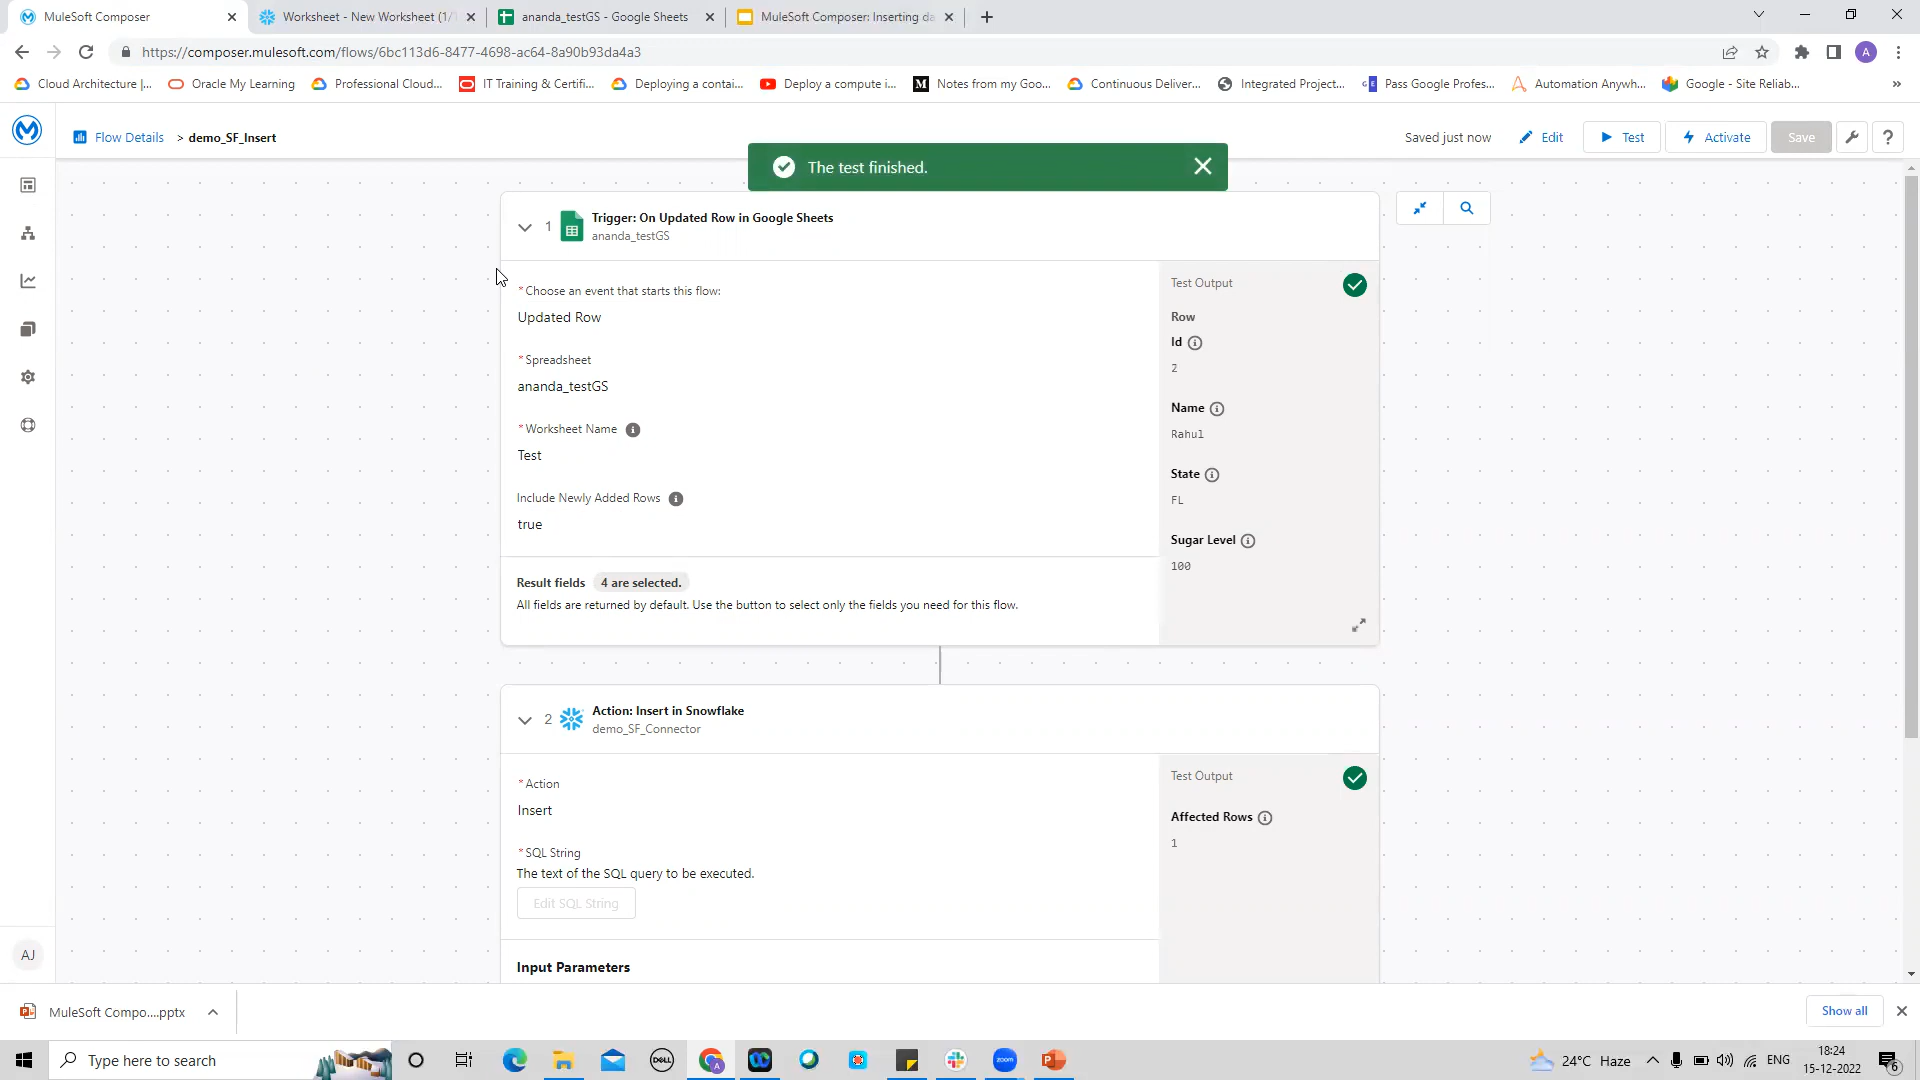 MuleSoft Composer
Worksheet - New Worksheet (1/1
ananda_testGS - Google Sheets
MuleSoft Composer: Inserting da
https://composer.mulesoft.com/flows/6bc113d6-8477-4698-ac64-8a90b93da4a3
A
Cloud Architecture |...
Oracle My Learning
Professional Cloud...
IT Training & Certifi...
Deploying a contai...
Deploy a compute i...
Notes from my Goo...
Continuous Deliver...
Integrated Project...
Pass Google Profes...
Automation Anywh...
Google - Site Reliab...
»
Flow Details > demo_SF_Insert
Saved just now
Edit
Test
Activate
Save
?
The test finished.
1
Trigger: On Updated Row in Google Sheets
ananda_testGS
*Choose an event that starts this flow:
Updated Row
*Spreadsheet
ananda_testGS
*Worksheet Name
Test
Include Newly Added Rows
true
Result fields 4 are selected.
All fields are returned by default. Use the button to select only the fields you need for this flow.
Test Output
Row
Id
2
Name
Rahul
State
FL
Sugar Level
100
2
Action: Insert in Snowflake
demo_SF_Connector
*Action
Insert
*SQL String
The text of the SQL query to be executed.
Edit SQL String
Input Parameters
Test Output
Affected Rows
1
AJ
MuleSoft Compo....pptx
Show all
Type here to search
DELL
zoom
24°C Haze
ENG
18:24
15-12-2022
6